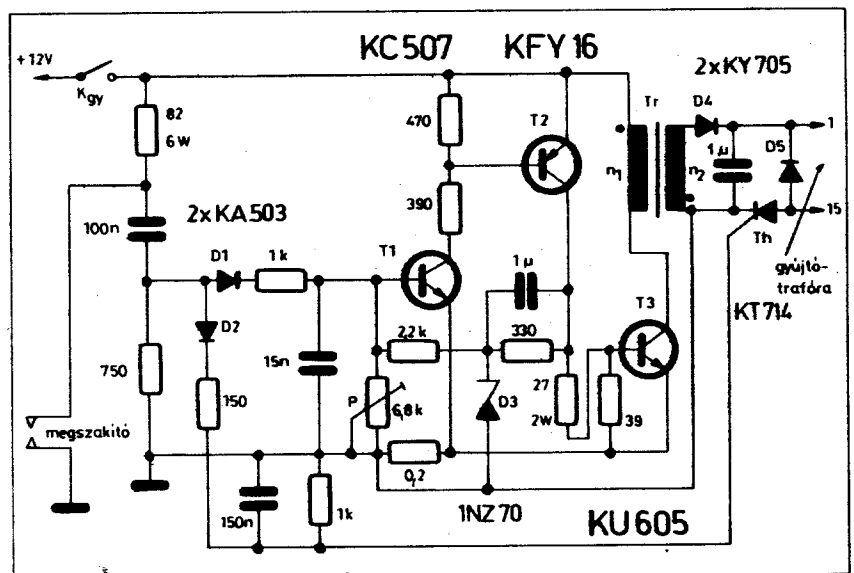 KC507 KFY16
+12V
2xKY705
Kgy
82
6W
470
T2
Tr
D4
1
1µ
D5
n1
n2
390
2xKA503
100n
15
Th
D1
1k
T1
1µ
gyújtó-
trafóra
T3
KT714
D2
2,2k
330
15n
750
27
D3
150
P
6,8k
2W
39
megszakító
0,2
1NZ70
KU605
150n
1k